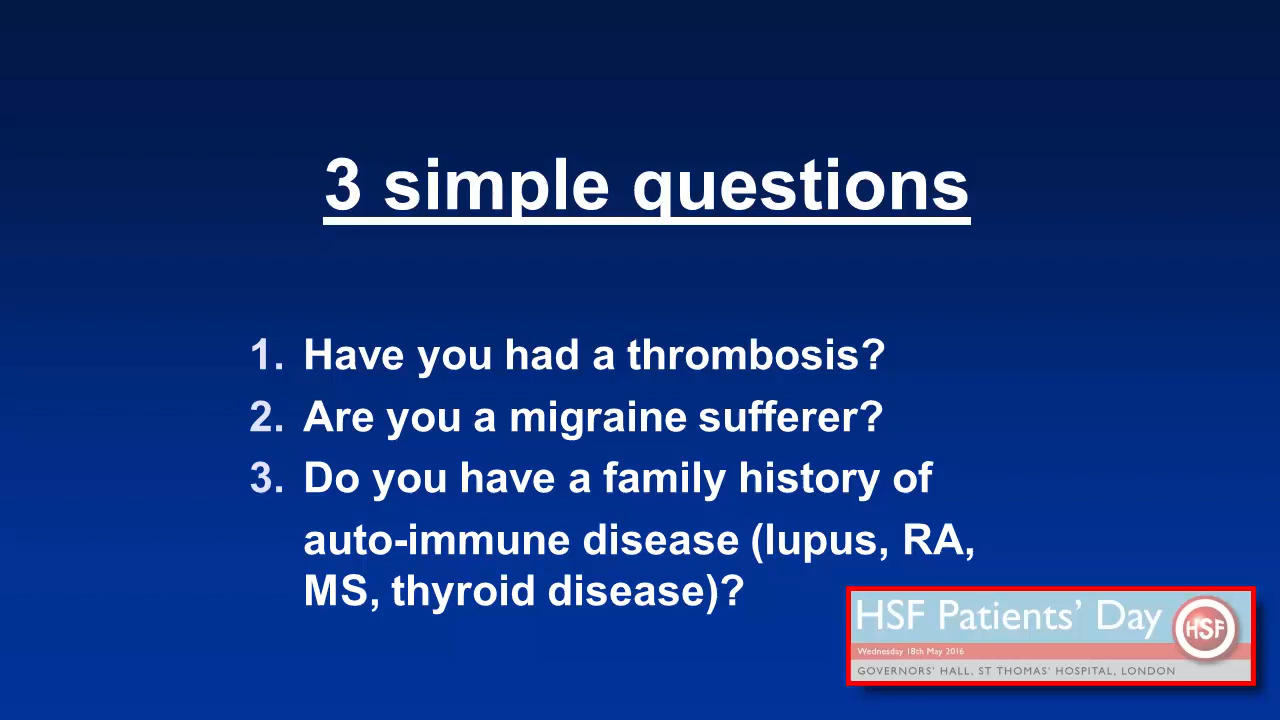 3 simple questions
1. Have you had a thrombosis?
2. Are you a migraine sufferer?
3. Do you have a family history of
auto-immune disease (lupus, RA,
MS, thyroid disease)?
HSF Patients’ Day
HSF
Wednesday 18th May 2016
GOVERNORS’ HALL, ST THOMAS’ HOSPITAL, LONDON